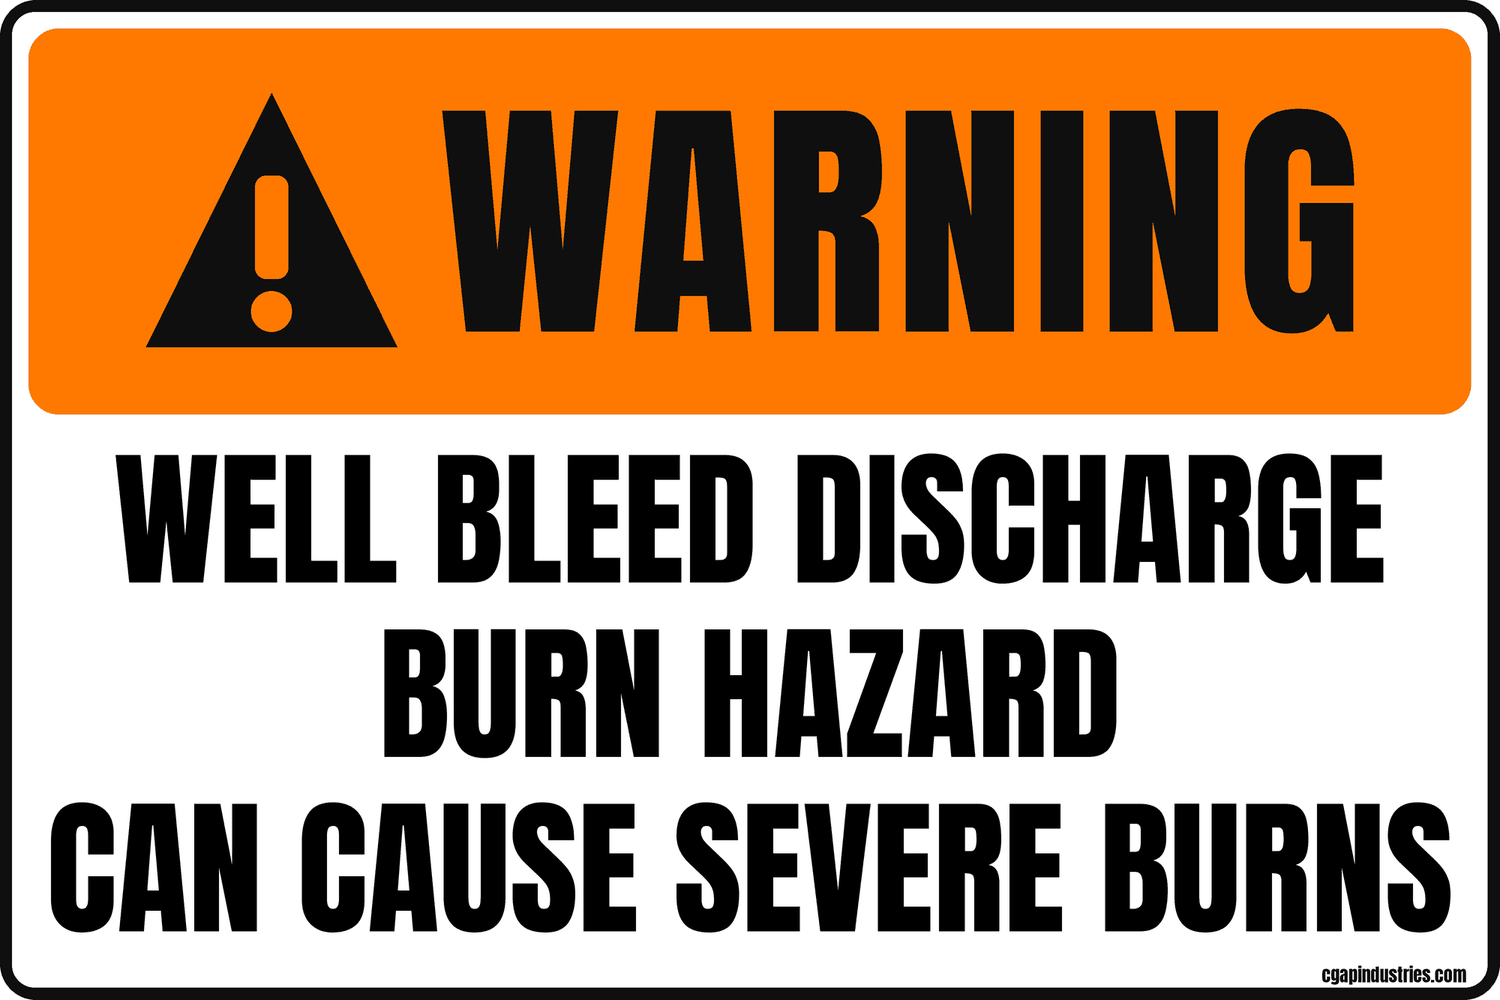 WARNING
WELL BLEED DISCHARGE
BURN HAZARD
CAN CAUSE SEVERE BURNS
cgapindustries.com